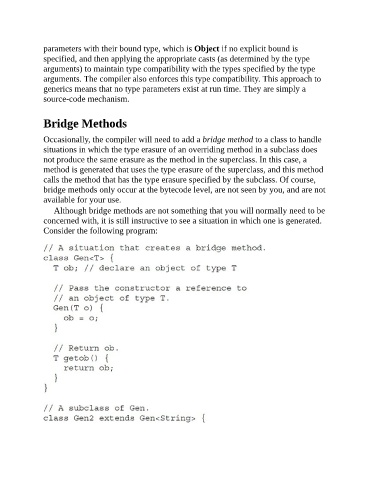 parameters with their bound type, which is Object if no explicit bound is
specified, and then applying the appropriate casts (as determined by the type
arguments) to maintain type compatibility with the types specified by the type
arguments. The compiler also enforces this type compatibility. This approach to
generics means that no type parameters exist at run time. They are simply a
source-code mechanism.
Bridge Methods
Occasionally, the compiler will need to add a bridge method to a class to handle
situations in which the type erasure of an overriding method in a subclass does
not produce the same erasure as the method in the superclass. In this case, a
method is generated that uses the type erasure of the superclass, and this method
calls the method that has the type erasure specified by the subclass. Of course,
bridge methods only occur at the bytecode level, are not seen by you, and are not
available for your use.
Although bridge methods are not something that you will normally need to be
concerned with, it is still instructive to see a situation in which one is generated.
Consider the following program:
// A situation that creates a bridge method.
class Gen<T> {
T ob; // declare an object of type T
// Pass the constructor a reference to
// an object of type T.
Gen(T o) {
ob = o;
}
// Return ob.
T getob() {
return ob;
}
}
// A subclass of Gen.
class Gen2 extends Gen<String> {